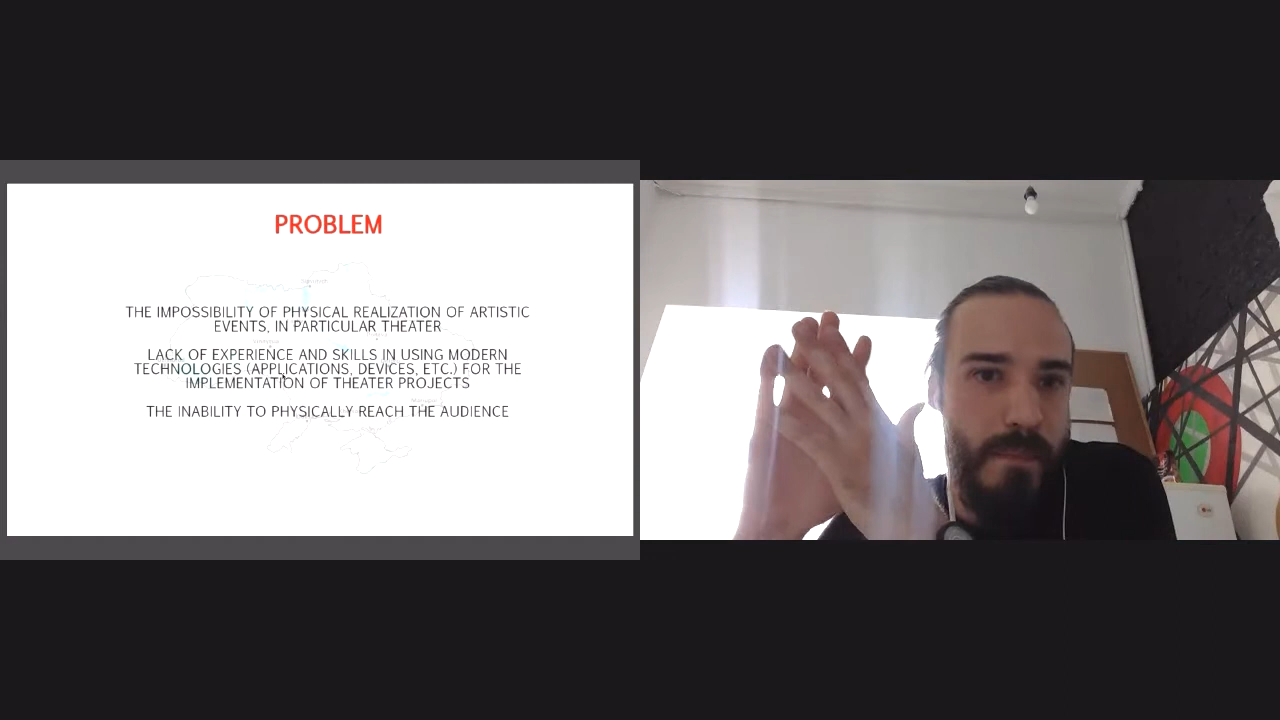 PROBLEM
THE IMPOSSIBILITY OF PHYSICAL REALIZATION OF ARTISTIC
EVENTS, IN PARTICULAR THEATER
LACK OF EXPERIENCE AND SKILLS IN USING MODERN
TECHNOLOGIES (APPLICATIONS, DEVICES, ETC.) FOR THE
IMPLEMENTATION OF THEATER PROJECTS
THE INABILITY TO PHYSICALLY REACH THE AUDIENCE